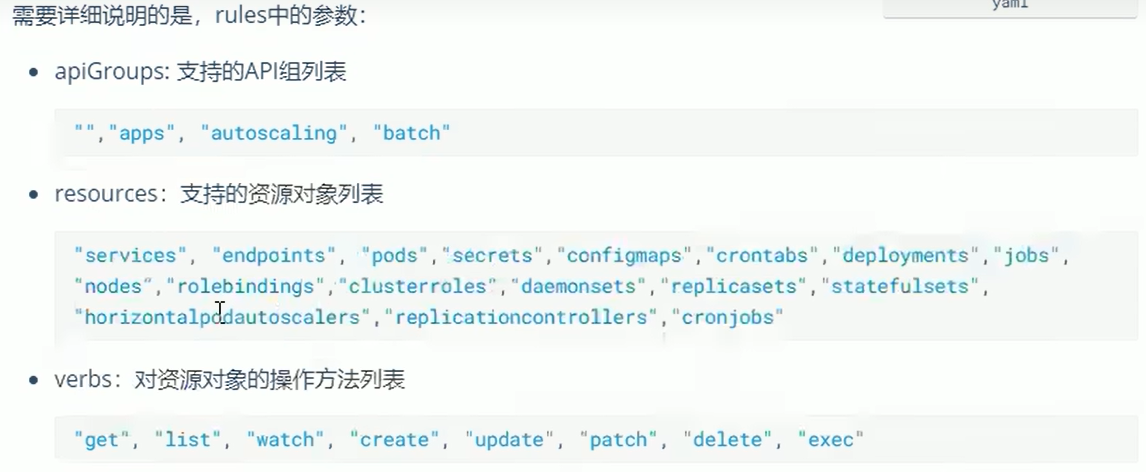 yaml
需要详细说明的是，rules中的参数：
apiGroups: 支持的API组列表
"","apps", "autoscaling", "batch"
resources：支持的资源对象列表
"services", "endpoints", "pods","secrets","configmaps","crontabs","deployments","jobs",
"nodes","rolebindings","clusterroles","daemonsets","replicasets","statefulsets",
"horizontalpodautoscalers","replicationcontrollers","cronjobs"
verbs：对资源对象的操作方法列表
"get", "list", "watch", "create", "update", "patch", "delete", "exec"